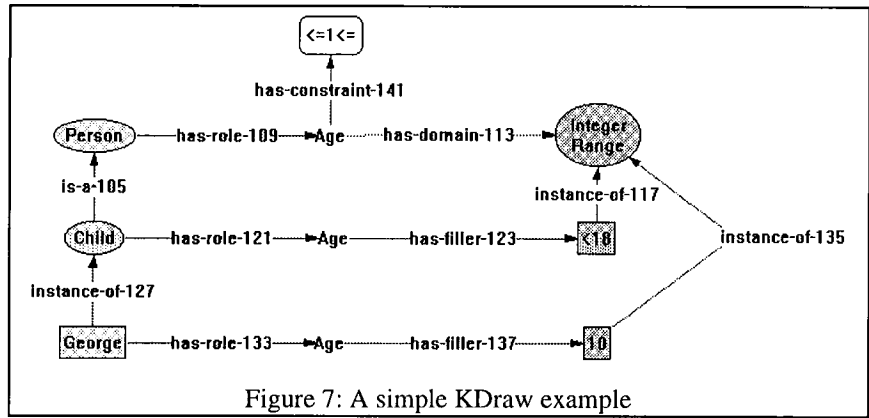 <=1<=
has-constraint-141
Person has-role-109 Age has-domain-113 Integer Range
is-a-105
instance-of-117
Child has-role-121 Age has-filler-123 <18 instance-of-135
instance-of-127
George has-role-133 Age has-filler-137 10
Figure 7: A simple KDraw example